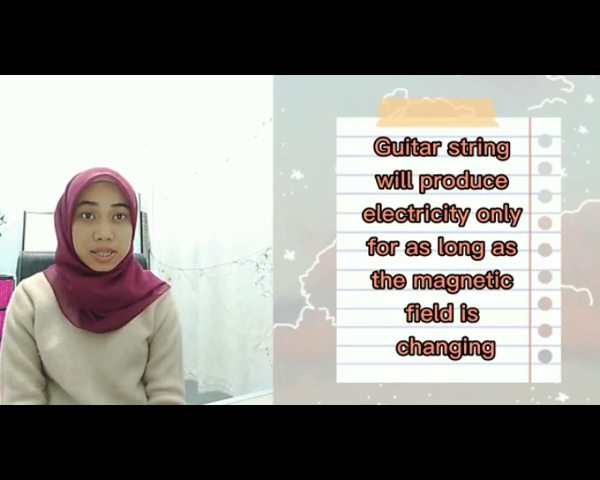 Guitar string
will produce
electricity only
for as long as
the magnetic
field is
changing